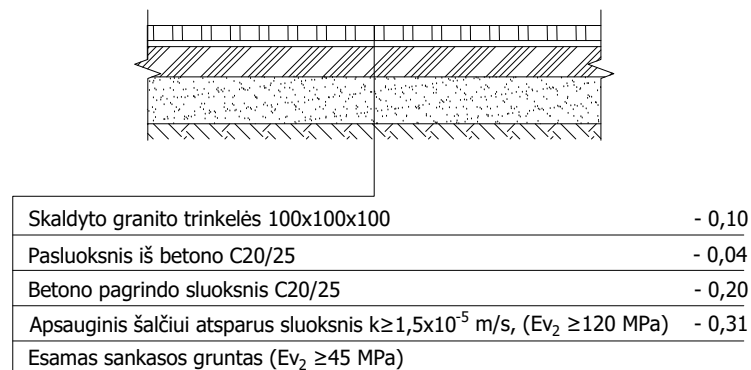 Skaldyto granito trinkelės 100x100x100 - 0,10
Pasluoksnis iš betono C20/25 - 0,04
Betono pagrindo sluoksnis C20/25 - 0,20
Apsauginis šalčiui atsparus sluoksnis k≥1,5x10⁻⁵ m/s, (Ev₂ ≥120 MPa) - 0,31
Esamas sankasos gruntas (Ev₂ ≥45 MPa)